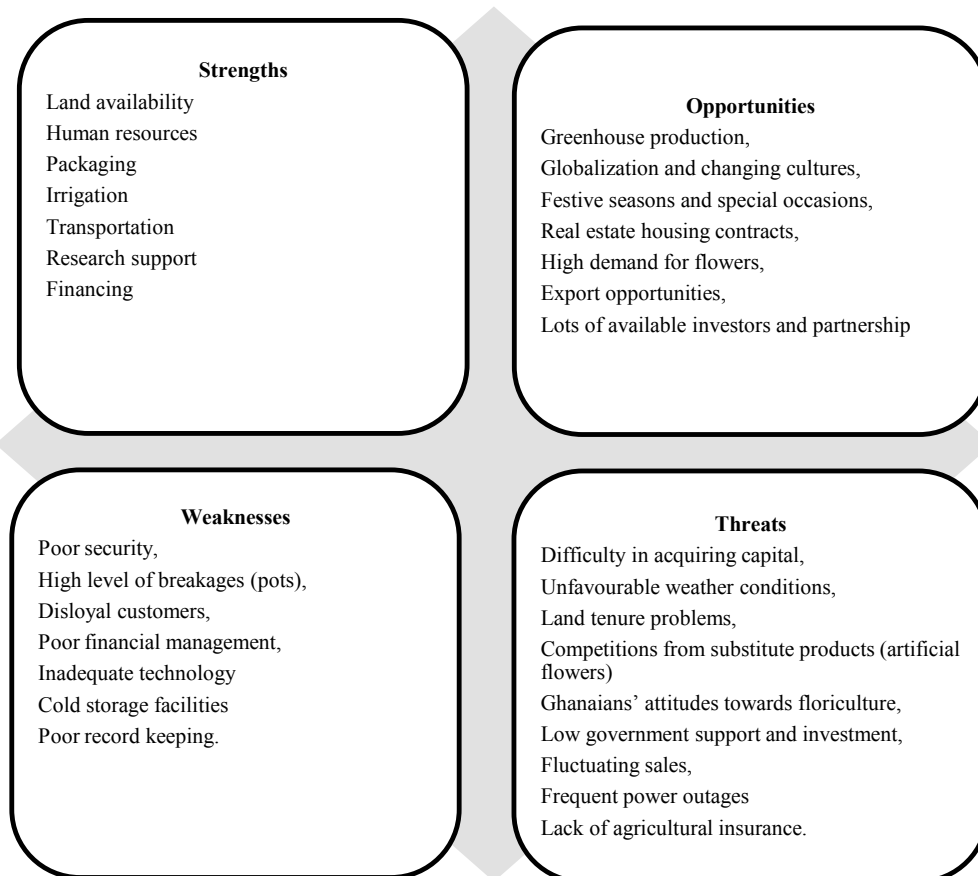 Strengths
Land availability
Human resources
Packaging
Irrigation
Transportation
Research support
Financing
Opportunities
Greenhouse production,
Globalization and changing cultures,
Festive seasons and special occasions,
Real estate housing contracts,
High demand for flowers,
Export opportunities,
Lots of available investors and partnership
Weaknesses
Poor security,
High level of breakages (pots),
Disloyal customers,
Poor financial management,
Inadequate technology
Cold storage facilities
Poor record keeping.
Threats
Difficulty in acquiring capital,
Unfavourable weather conditions,
Land tenure problems,
Competitions from substitute products (artificial
flowers)
Ghanaians’ attitudes towards floriculture,
Low government support and investment,
Fluctuating sales,
Frequent power outages
Lack of agricultural insurance.